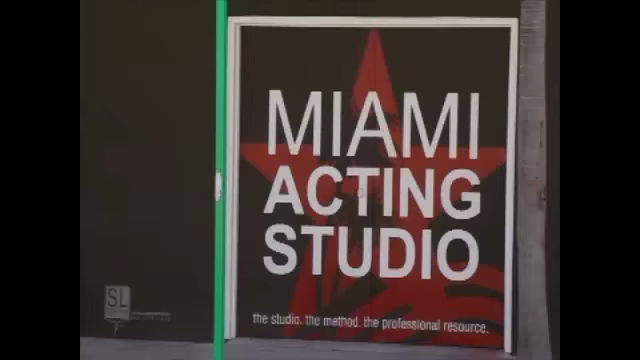 MIAMI
ACTING
STUDIO
the studio. the method. the professional resource.
SL